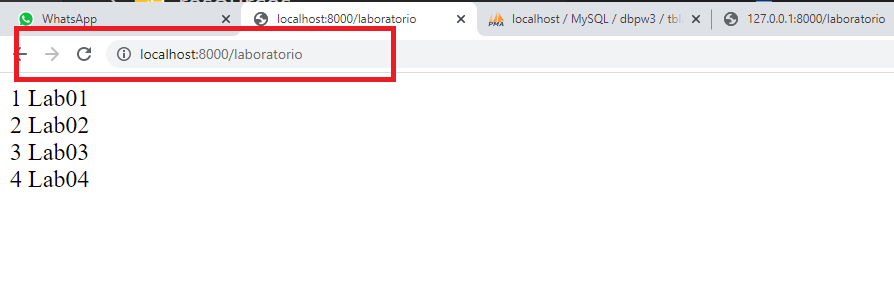 WhatsApp
localhost:8000/laboratorio
PMA
localhost / MySQL / dbpw3 / tbl
127.0.0.1:8000/laboratorio
localhost:8000/laboratorio
1 Lab01
2 Lab02
3 Lab03
4 Lab04